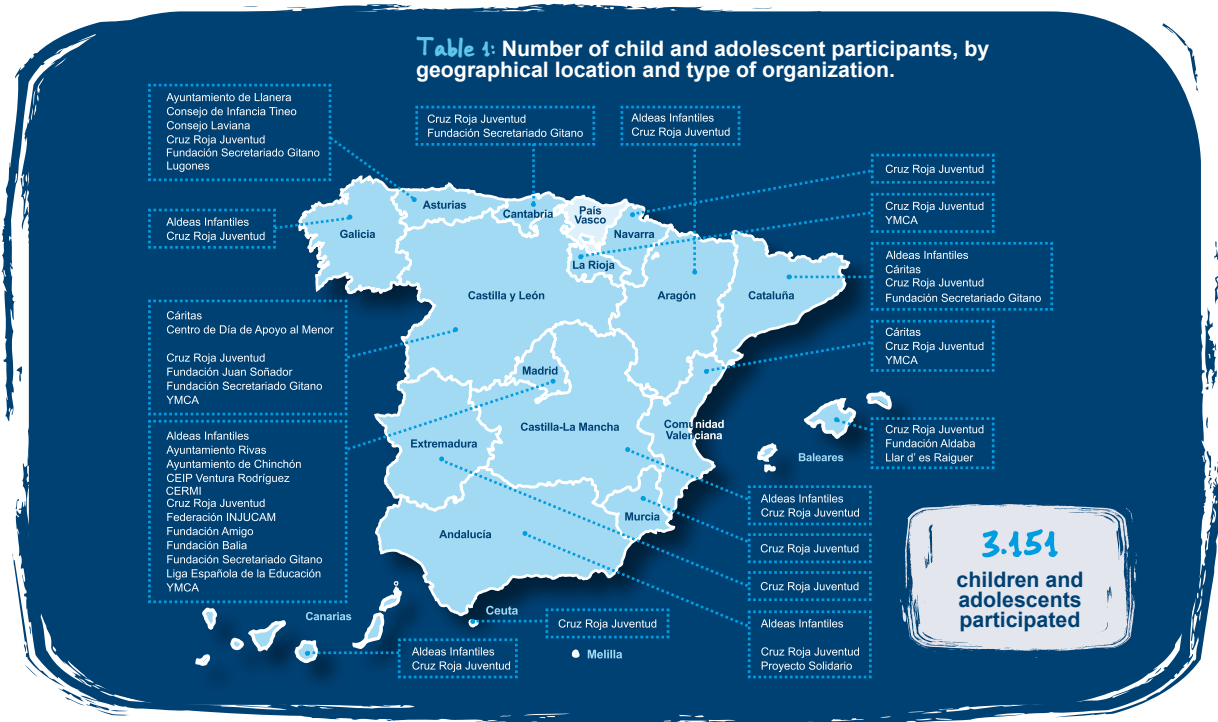 Table 1: Number of child and adolescent participants, by
geographical location and type of organization.
Ayuntamiento de Llanera
Consejo de Infancia Tineo
Consejo Laviana
Cruz Roja Juventud
Fundación Secretariado Gitano
Lugones
Cruz Roja Juventud
Fundación Secretariado Gitano
Aldeas Infantiles
Cruz Roja Juventud
Cruz Roja Juventud
Cruz Roja Juventud
YMCA
Aldeas Infantiles
Cruz Roja Juventud
Aldeas Infantiles
Cáritas
Cruz Roja Juventud
Fundación Secretariado Gitano
Cáritas
Centro de Día de Apoyo al Menor
Cruz Roja Juventud
Fundación Juan Soñador
Fundación Secretariado Gitano
YMCA
Cáritas
Cruz Roja Juventud
YMCA
Aldeas Infantiles
Ayuntamiento Rivas
Ayuntamiento de Chinchón
CEIP Ventura Rodríguez
CERMI
Cruz Roja Juventud
Federación INJUCAM
Fundación Amigo
Fundación Balia
Fundación Secretariado Gitano
Liga Española de la Educación
YMCA
Cruz Roja Juventud
Fundación Aldaba
Llar d' es Raiguer
Asturias
Cantabria
País
Vasco
Navarra
Galicia
La Rioja
Castilla y León
Aragón
Cataluña
Madrid
Castilla-La Mancha
Comunidad
Valenciana
Extremadura
Baleares
Murcia
Andalucía
Canarias
Ceuta
Melilla
Aldeas Infantiles
Cruz Roja Juventud
Cruz Roja Juventud
Cruz Roja Juventud
Aldeas Infantiles
Cruz Roja Juventud
Proyecto Solidario
Cruz Roja Juventud
Aldeas Infantiles
Cruz Roja Juventud
3.151
children and
adolescents
participated